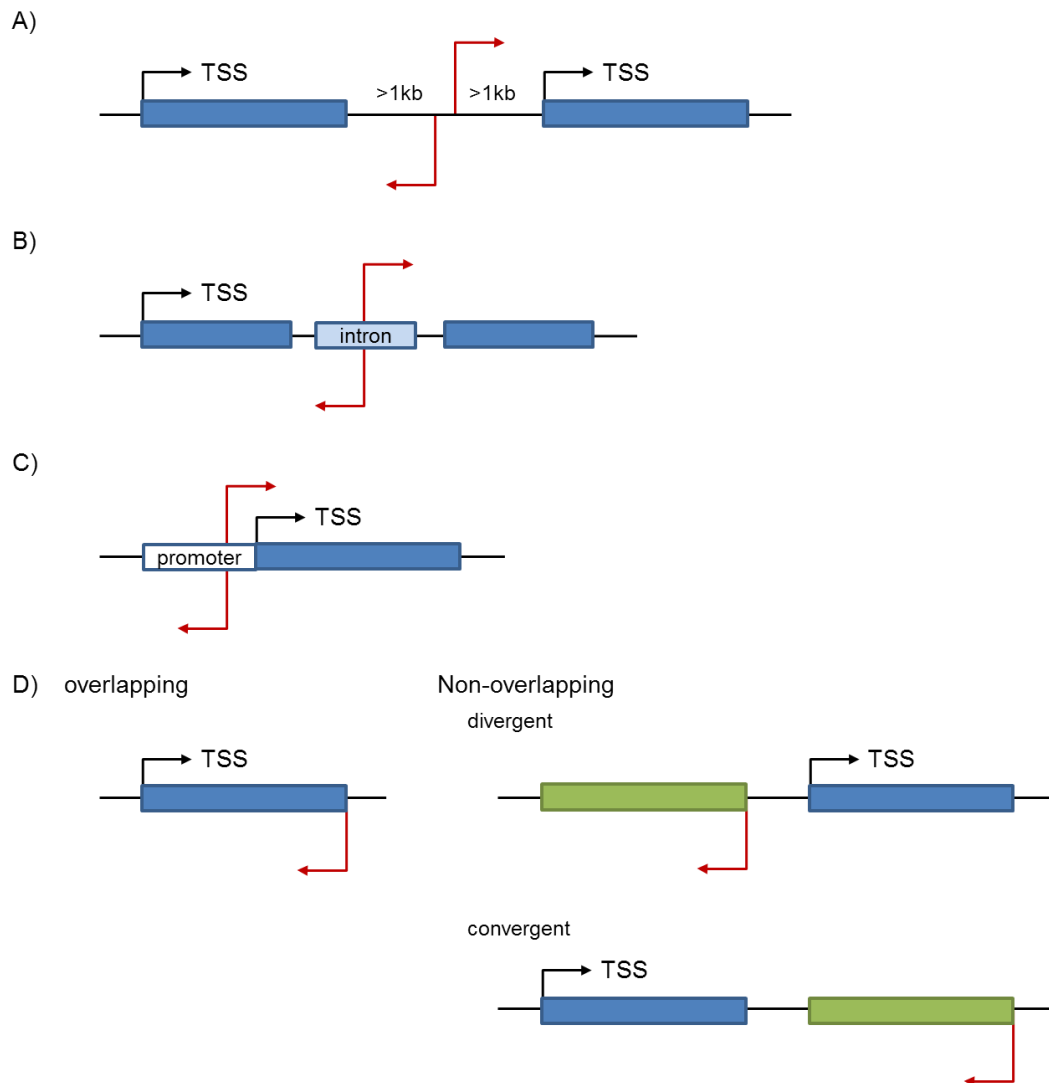 A)
TSS
>1kb
>1kb
TSS
B)
TSS
intron
C)
TSS
promoter
D) overlapping Non-overlapping
divergent
TSS
TSS
convergent
TSS